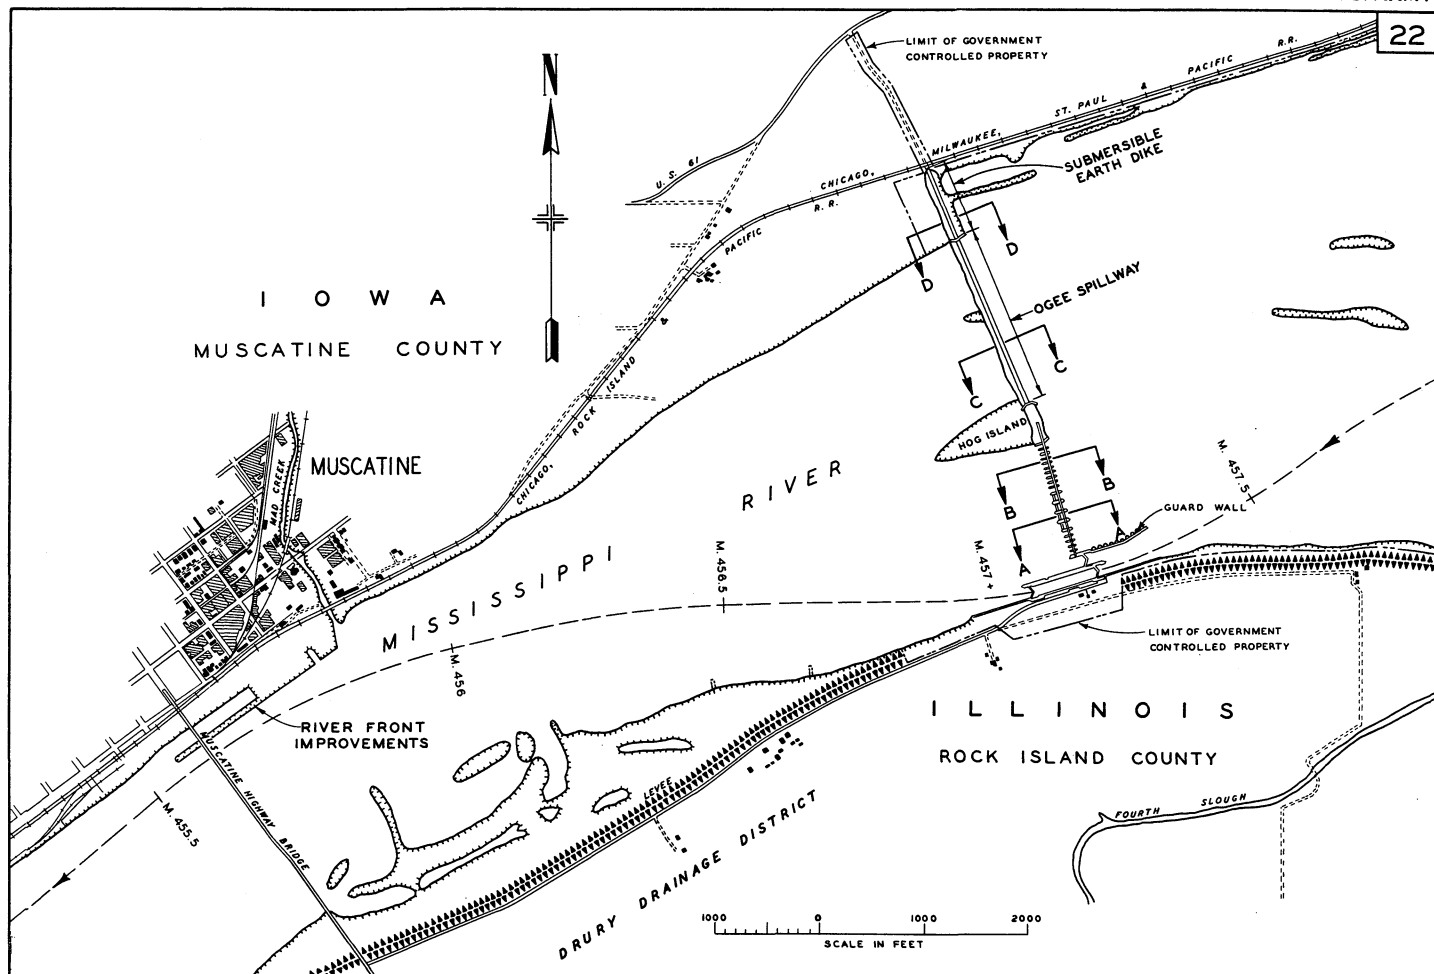 22
LIMIT OF GOVERNMENT
CONTROLLED PROPERTY
N
CHICAGO, MILWAUKEE, ST. PAUL & PACIFIC R.R.
SUBMERSIBLE
EARTH DIKE
U.S. 61
CHICAGO, ROCK ISLAND & PACIFIC R.R.
D
D
OGEE SPILLWAY
IOWA
MUSCATINE COUNTY
C
C
HOG ISLAND
MUSCATINE
MAD CREEK
MISSISSIPPI RIVER
B
B
M. 457.5
GUARD WALL
A
A
M. 457 +
M. 456.5
M. 456
M. 455.5
LIMIT OF GOVERNMENT
CONTROLLED PROPERTY
ILLINOIS
ROCK ISLAND COUNTY
RIVER FRONT
IMPROVEMENTS
MUSCATINE HIGHWAY BRIDGE
LEVEE
DRURY DRAINAGE DISTRICT
FOURTH SLOUGH
1000 0 1000 2000
SCALE IN FEET